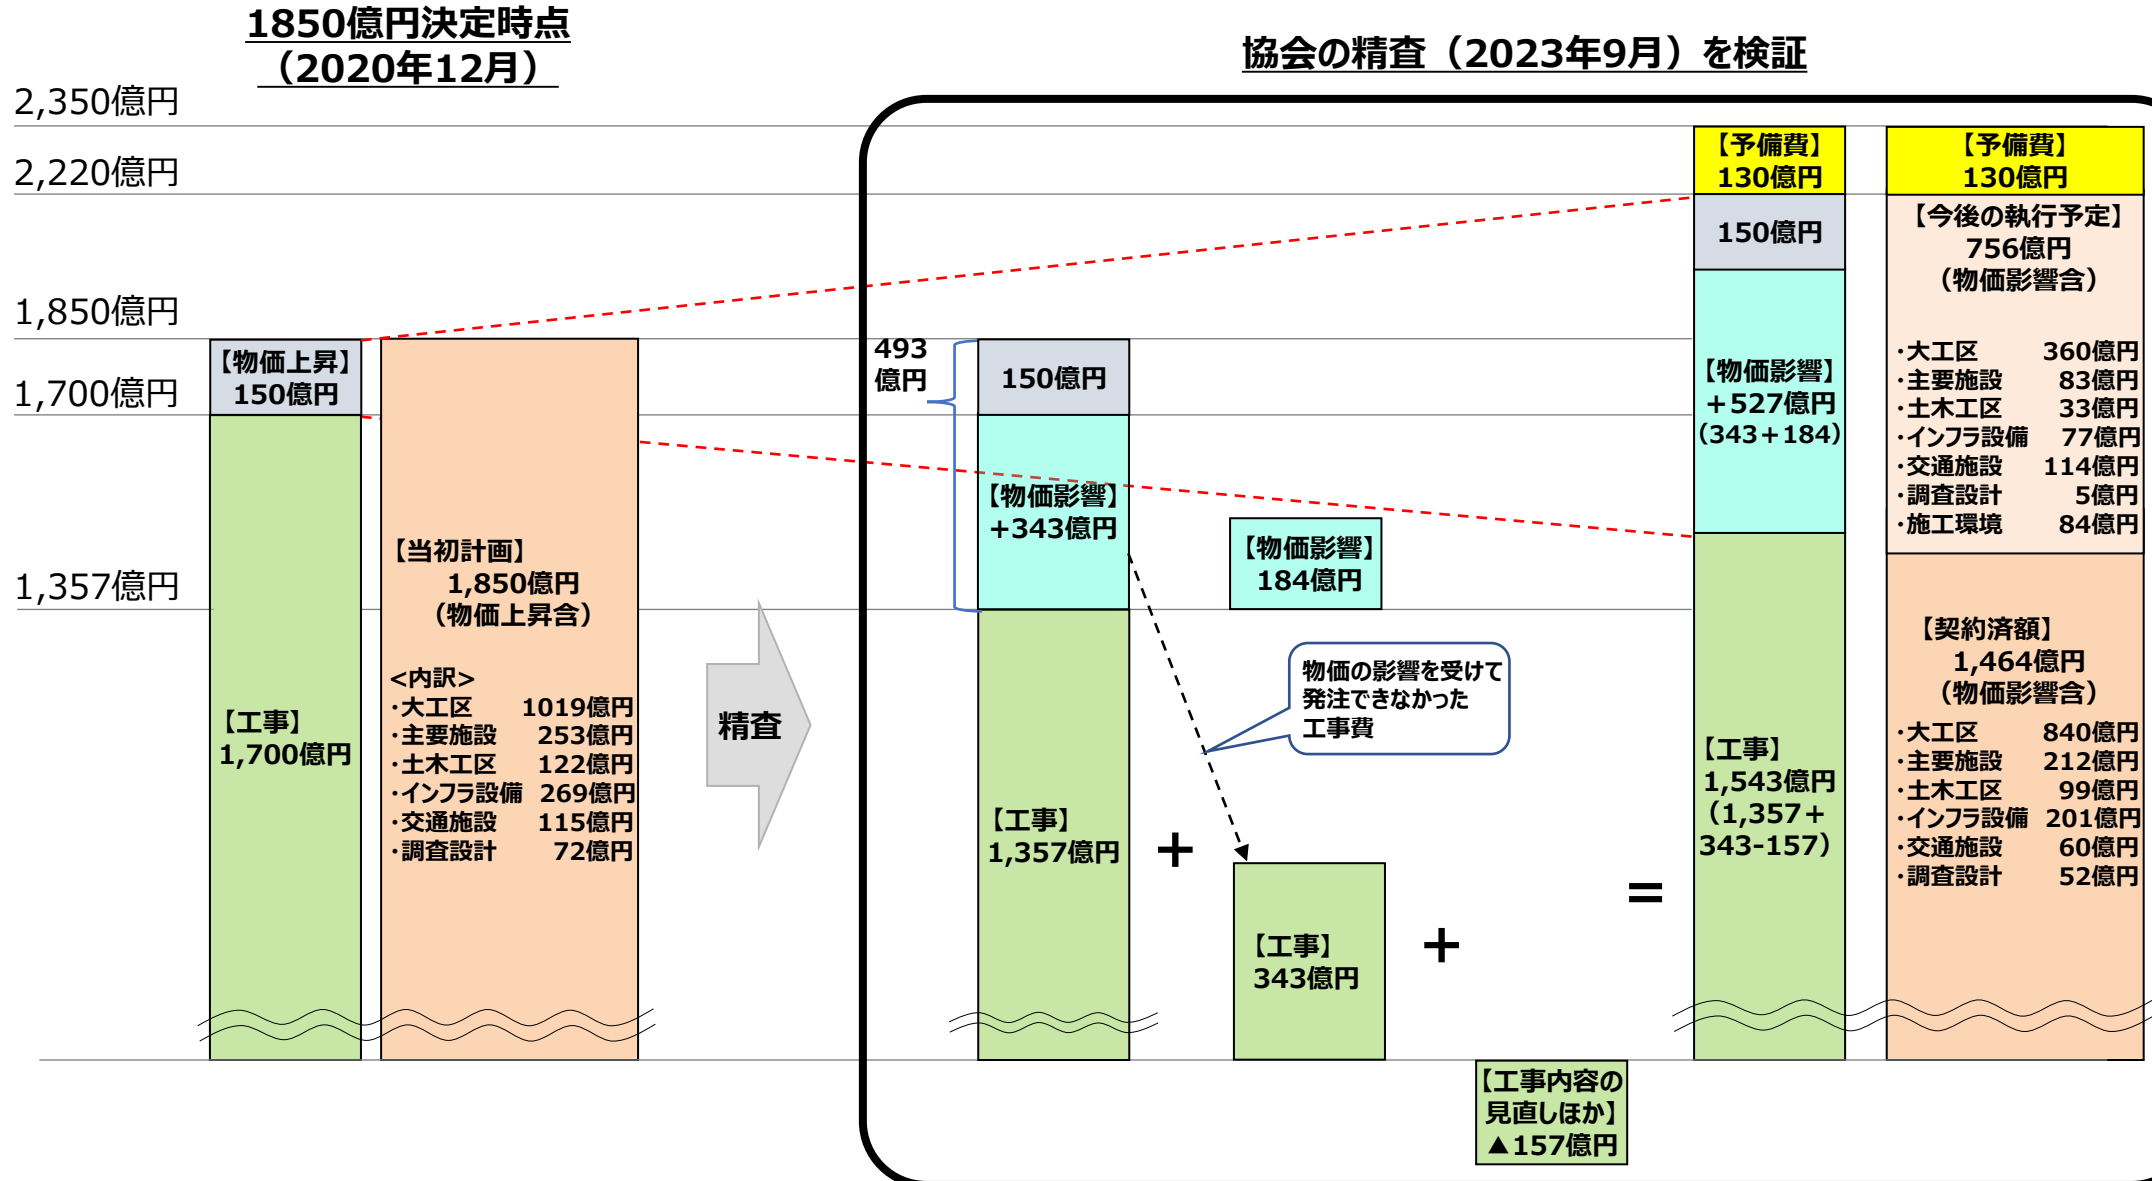 1850億円決定時点
（2020年12月）
協会の精査（2023年9月）を検証
2,350億円
2,220億円
1,850億円
1,700億円
1,357億円
【物価上昇】
150億円
【工事】
1,700億円
【当初計画】
1,850億円
（物価上昇含）
<内訳>
・大工区 1019億円
・主要施設 253億円
・土木工区 122億円
・インフラ設備 269億円
・交通施設 115億円
・調査設計 72億円
精査
493
億円
150億円
【物価影響】
+343億円
【工事】
1,357億円
+
【物価影響】
184億円
物価の影響を受けて
発注できなかった
工事費
【工事】
343億円
+
【工事内容の
見直しほか】
▲157億円
=
【予備費】
130億円
150億円
【物価影響】
＋527億円
（343＋184）
【工事】
1,543億円
（1,357＋
343-157）
【予備費】
130億円
【今後の執行予定】
756億円
（物価影響含）
・大工区 360億円
・主要施設 83億円
・土木工区 33億円
・インフラ設備 77億円
・交通施設 114億円
・調査設計 5億円
・施工環境 84億円
【契約済額】
1,464億円
（物価影響含）
・大工区 840億円
・主要施設 212億円
・土木工区 99億円
・インフラ設備 201億円
・交通施設 60億円
・調査設計 52億円